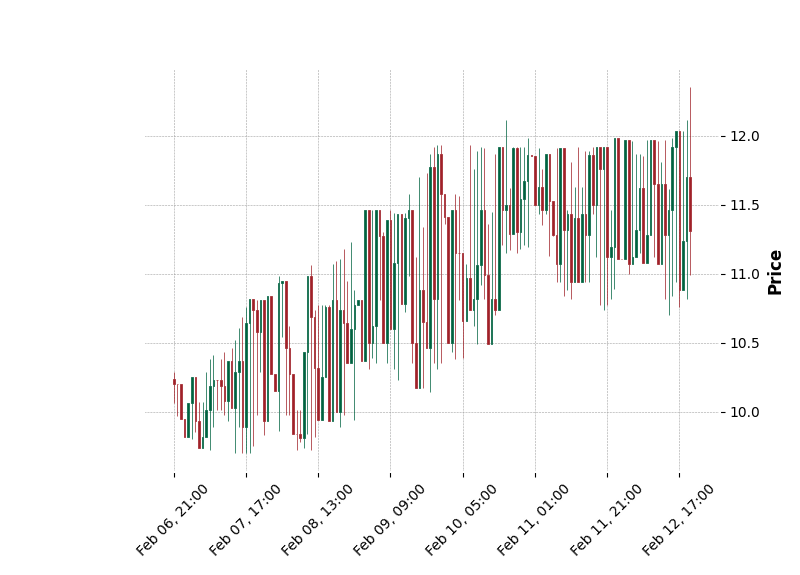 12.0
11.5
11.0
10.5
10.0
Price
Feb 06, 21:00
Feb 07, 17:00
Feb 08, 13:00
Feb 09, 09:00
Feb 10, 05:00
Feb 11, 01:00
Feb 11, 21:00
Feb 12, 17:00